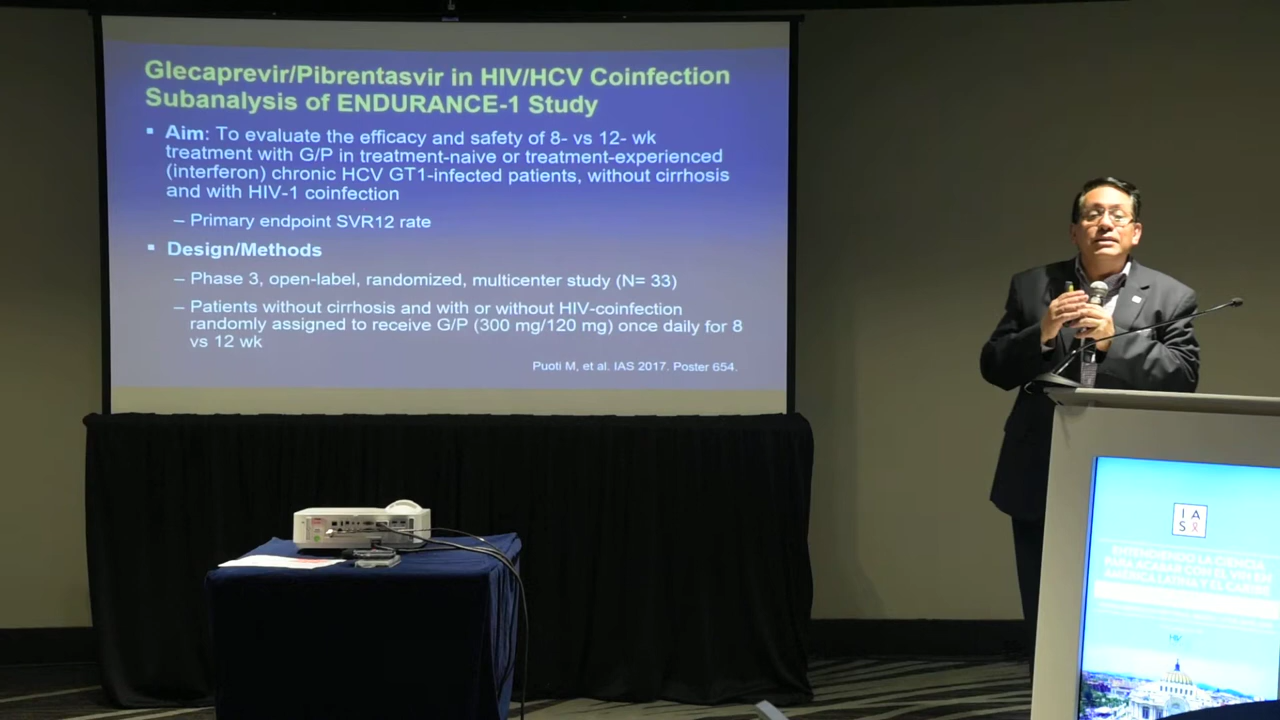 Glecaprevir/Pibrentasvir in HIV/HCV Coinfection
Subanalysis of ENDURANCE-1 Study
▪ Aim: To evaluate the efficacy and safety of 8- vs 12- wk
treatment with G/P in treatment-naive or treatment-experienced
(interferon) chronic HCV GT1-infected patients, without cirrhosis
and with HIV-1 coinfection
– Primary endpoint SVR12 rate
▪ Design/Methods
– Phase 3, open-label, randomized, multicenter study (N= 33)
– Patients without cirrhosis and with or without HIV-coinfection
randomly assigned to receive G/P (300 mg/120 mg) once daily for 8
vs 12 wk
Puoti M, et al. IAS 2017. Poster 654.
I A
S
ENTENDIENDO LA CIENCIA
PARA ACABAR CON EL VIH EN
AMÉRICA LATINA Y EL CARIBE